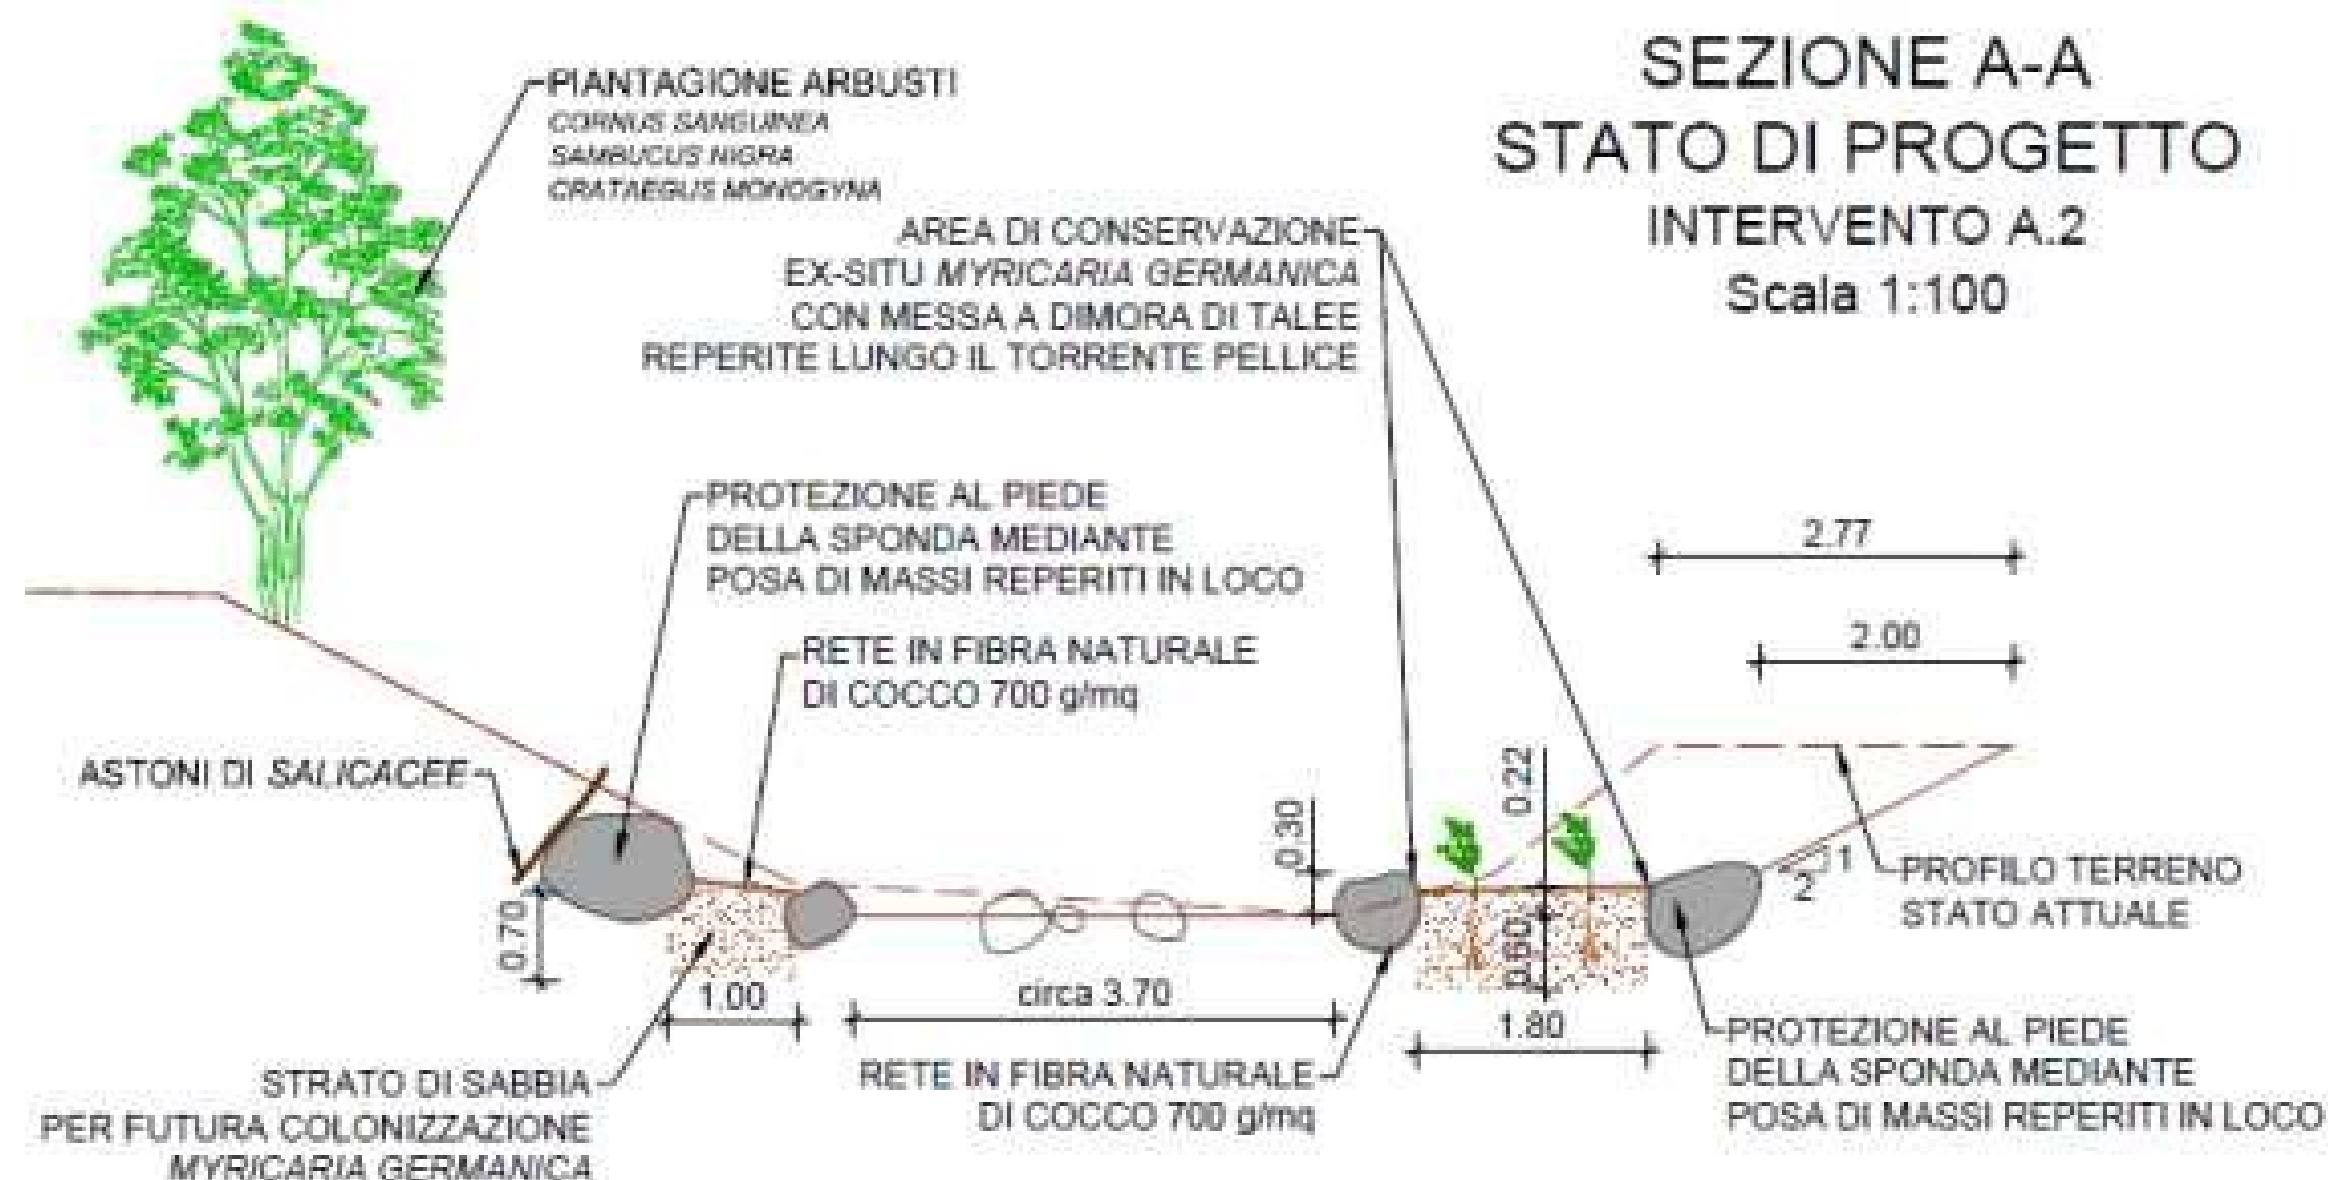 PIANTAGIONE ARBUSTI
CORNUS SANGUINEA
SAMBUCUS NIGRA
CRATAEGUS MONOGYNA
SEZIONE A-A
STATO DI PROGETTO
INTERVENTO A.2
Scala 1:100
AREA DI CONSERVAZIONE
EX-SITU MYRICARIA GERMANICA
CON MESSA A DIMORA DI TALEE
REPERITE LUNGO IL TORRENTE PELLICE
PROTEZIONE AL PIEDE
DELLA SPONDA MEDIANTE
POSA DI MASSI REPERITI IN LOCO
2.77
2.00
RETE IN FIBRA NATURALE
DI COCCO 700 g/mq
ASTONI DI SALICACEE
0.22
0.30
0.70
0.60
1
2
PROFILO TERRENO
STATO ATTUALE
1.00
circa 3.70
1.80
STRATO DI SABBIA
PER FUTURA COLONIZZAZIONE
MYRICARIA GERMANICA
RETE IN FIBRA NATURALE
DI COCCO 700 g/mq
PROTEZIONE AL PIEDE
DELLA SPONDA MEDIANTE
POSA DI MASSI REPERITI IN LOCO